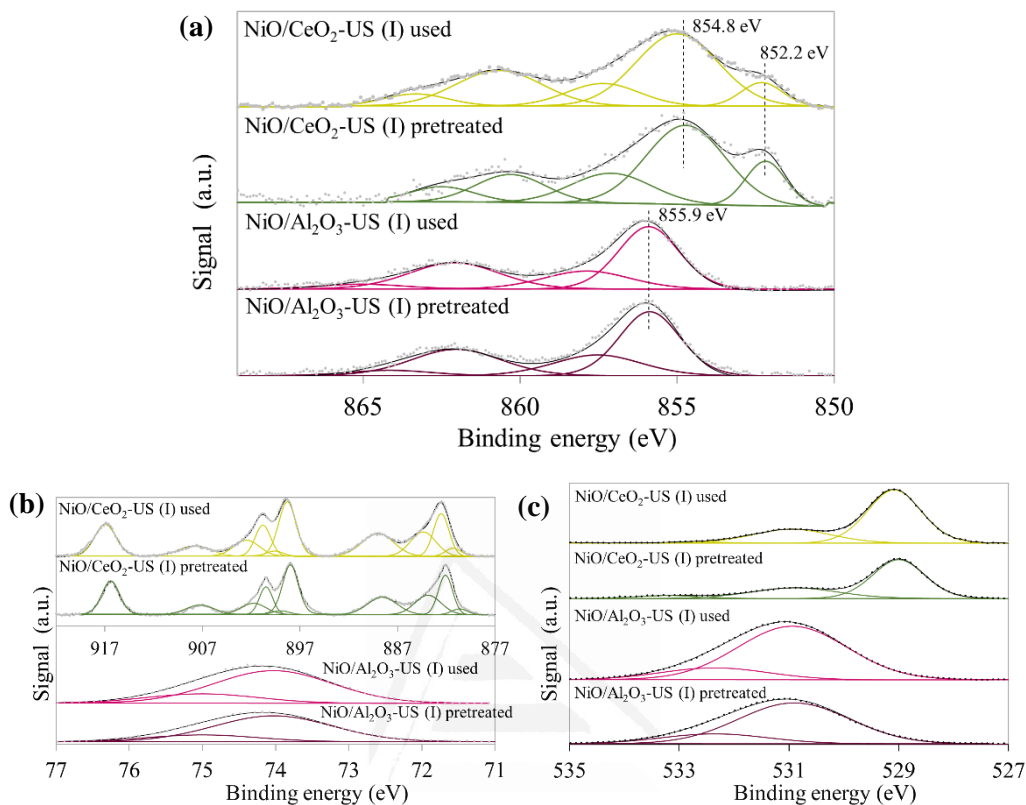 (a)
NiO/CeO₂-US (I) used
854.8 eV
852.2 eV
NiO/CeO₂-US (I) pretreated
NiO/Al₂O₃-US (I) used
855.9 eV
NiO/Al₂O₃-US (I) pretreated
Signal (a.u.)
865 860 855 850
Binding energy (eV)
(b)
NiO/CeO₂-US (I) used
NiO/CeO₂-US (I) pretreated
917 907 897 887 877
NiO/Al₂O₃-US (I) used
NiO/Al₂O₃-US (I) pretreated
Signal (a.u.)
77 76 75 74 73 72 71
Binding energy (eV)
(c)
NiO/CeO₂-US (I) used
NiO/CeO₂-US (I) pretreated
NiO/Al₂O₃-US (I) used
NiO/Al₂O₃-US (I) pretreated
Signal (a.u.)
535 533 531 529 527
Binding energy (eV)